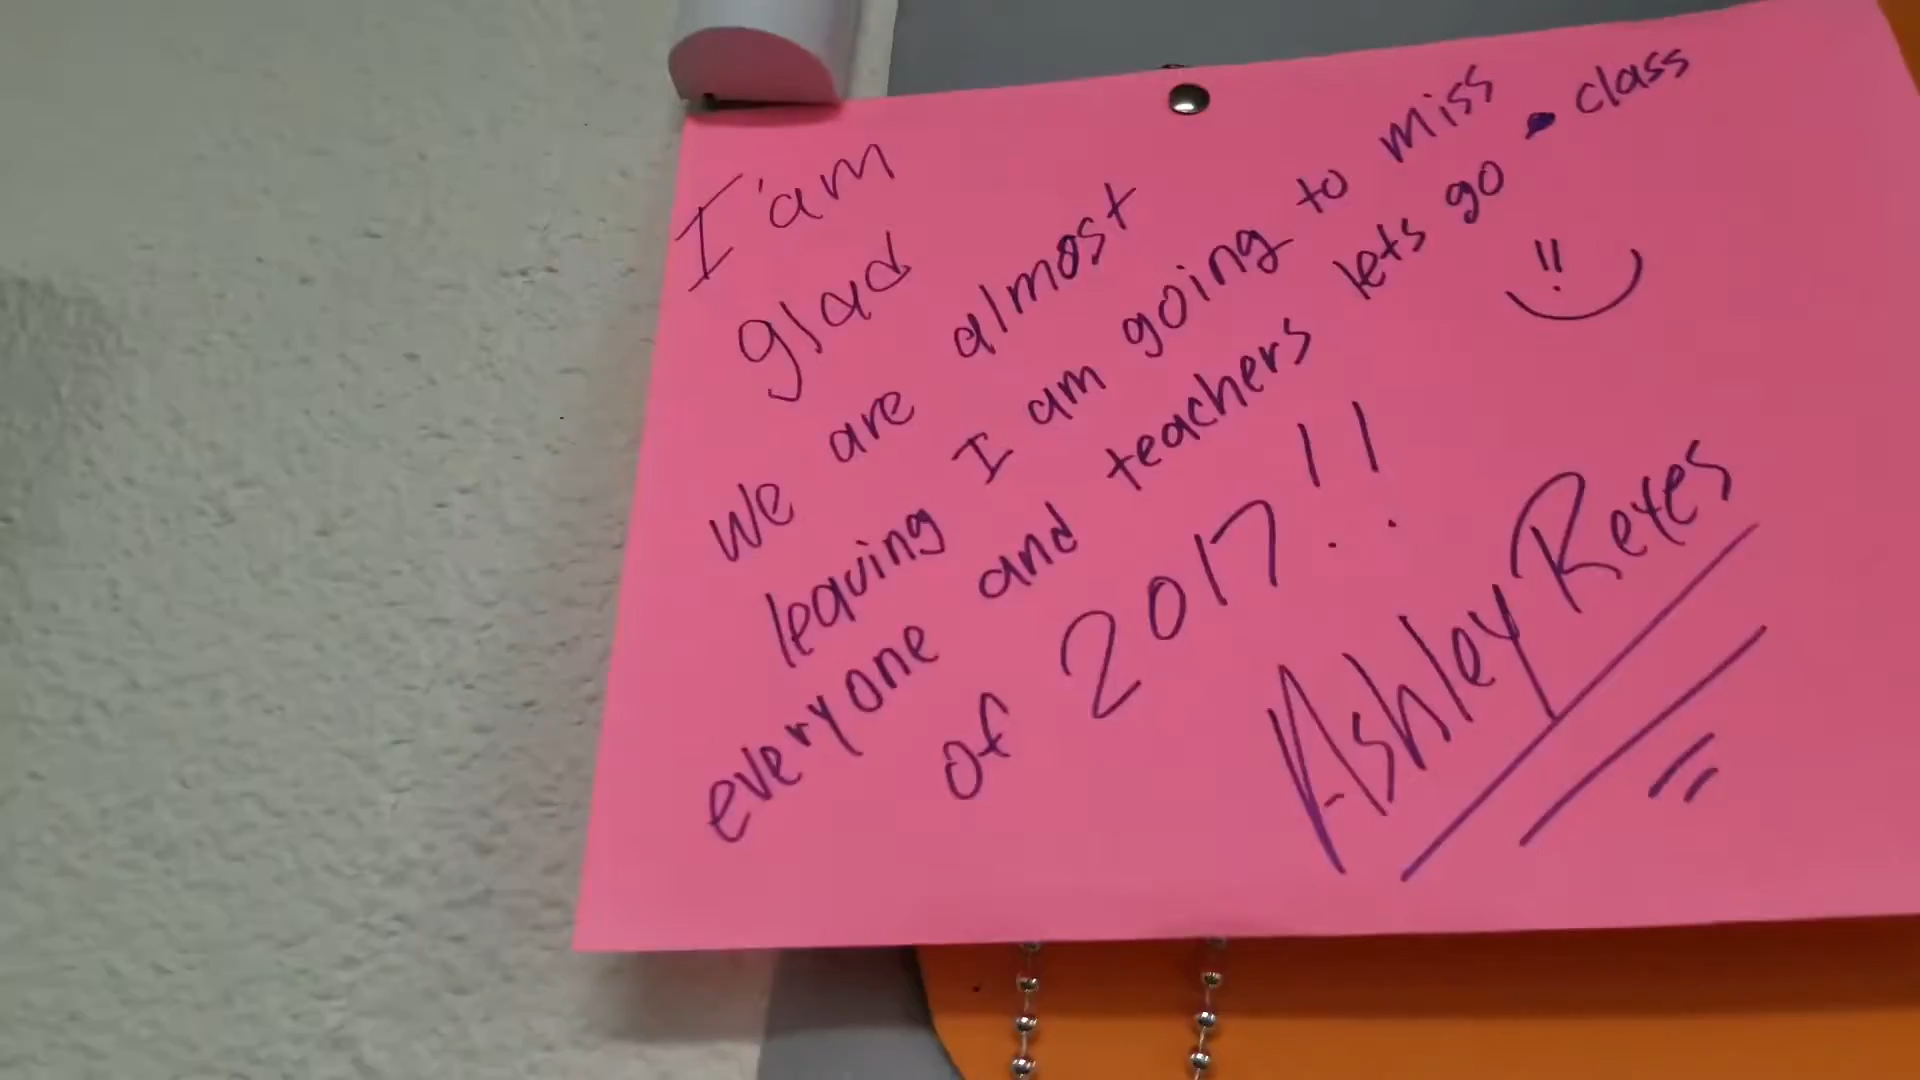 I'am
glad
We are almost
leaving I am going to miss
everyone and teachers lets go class
of 2017!!
Ashley Reyes